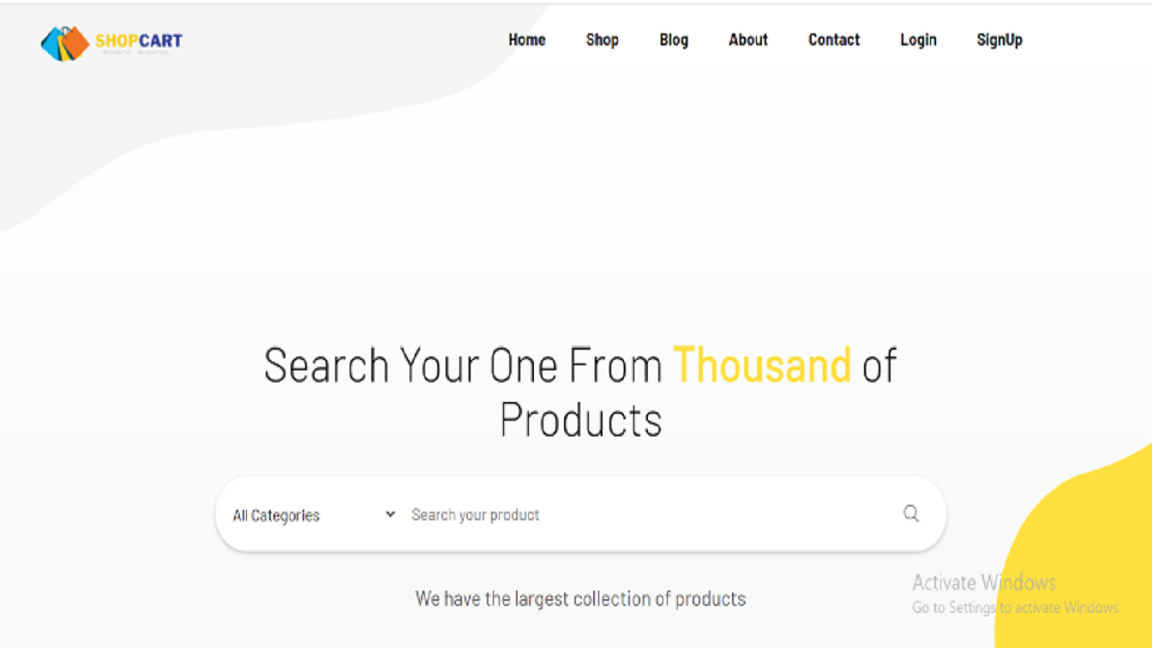 SHOPCART
Home Shop Blog About Contact Login SignUp
Search Your One From Thousand of
Products
All Categories Search your product
We have the largest collection of products
Activate Windows
Go to Settings to activate Windows.